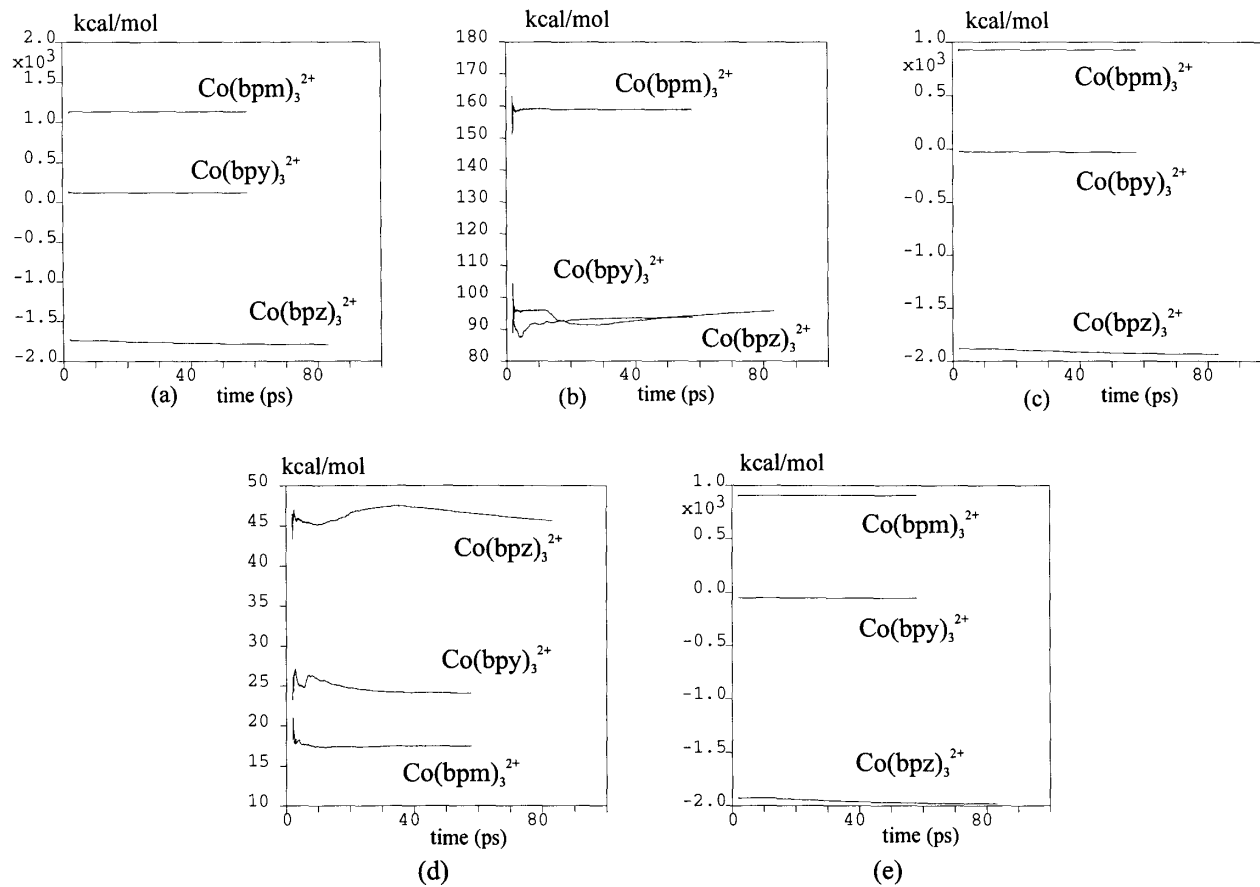 kcal/mol
2.0
x10³
1.5
1.0
0.5
0.0
-0.5
-1.0
-1.5
-2.0
Co(bpm)₃²⁺
Co(bpy)₃²⁺
Co(bpz)₃²⁺
0 40 80
(a) time (ps)
kcal/mol
180
170
160
150
140
130
120
110
100
90
80
Co(bpm)₃²⁺
Co(bpy)₃²⁺
Co(bpz)₃²⁺
0 40 80
(b) time (ps)
kcal/mol
1.0
x10³
0.5
0.0
-0.5
-1.0
-1.5
-2.0
Co(bpm)₃²⁺
Co(bpy)₃²⁺
Co(bpz)₃²⁺
0 40 80
time (ps)
(c)
kcal/mol
50
45
40
35
30
25
20
15
10
Co(bpz)₃²⁺
Co(bpy)₃²⁺
Co(bpm)₃²⁺
0 40 80
time (ps)
(d)
kcal/mol
1.0
x10³
0.5
0.0
-0.5
-1.0
-1.5
-2.0
Co(bpm)₃²⁺
Co(bpy)₃²⁺
Co(bpz)₃²⁺
0 40 80
time (ps)
(e)